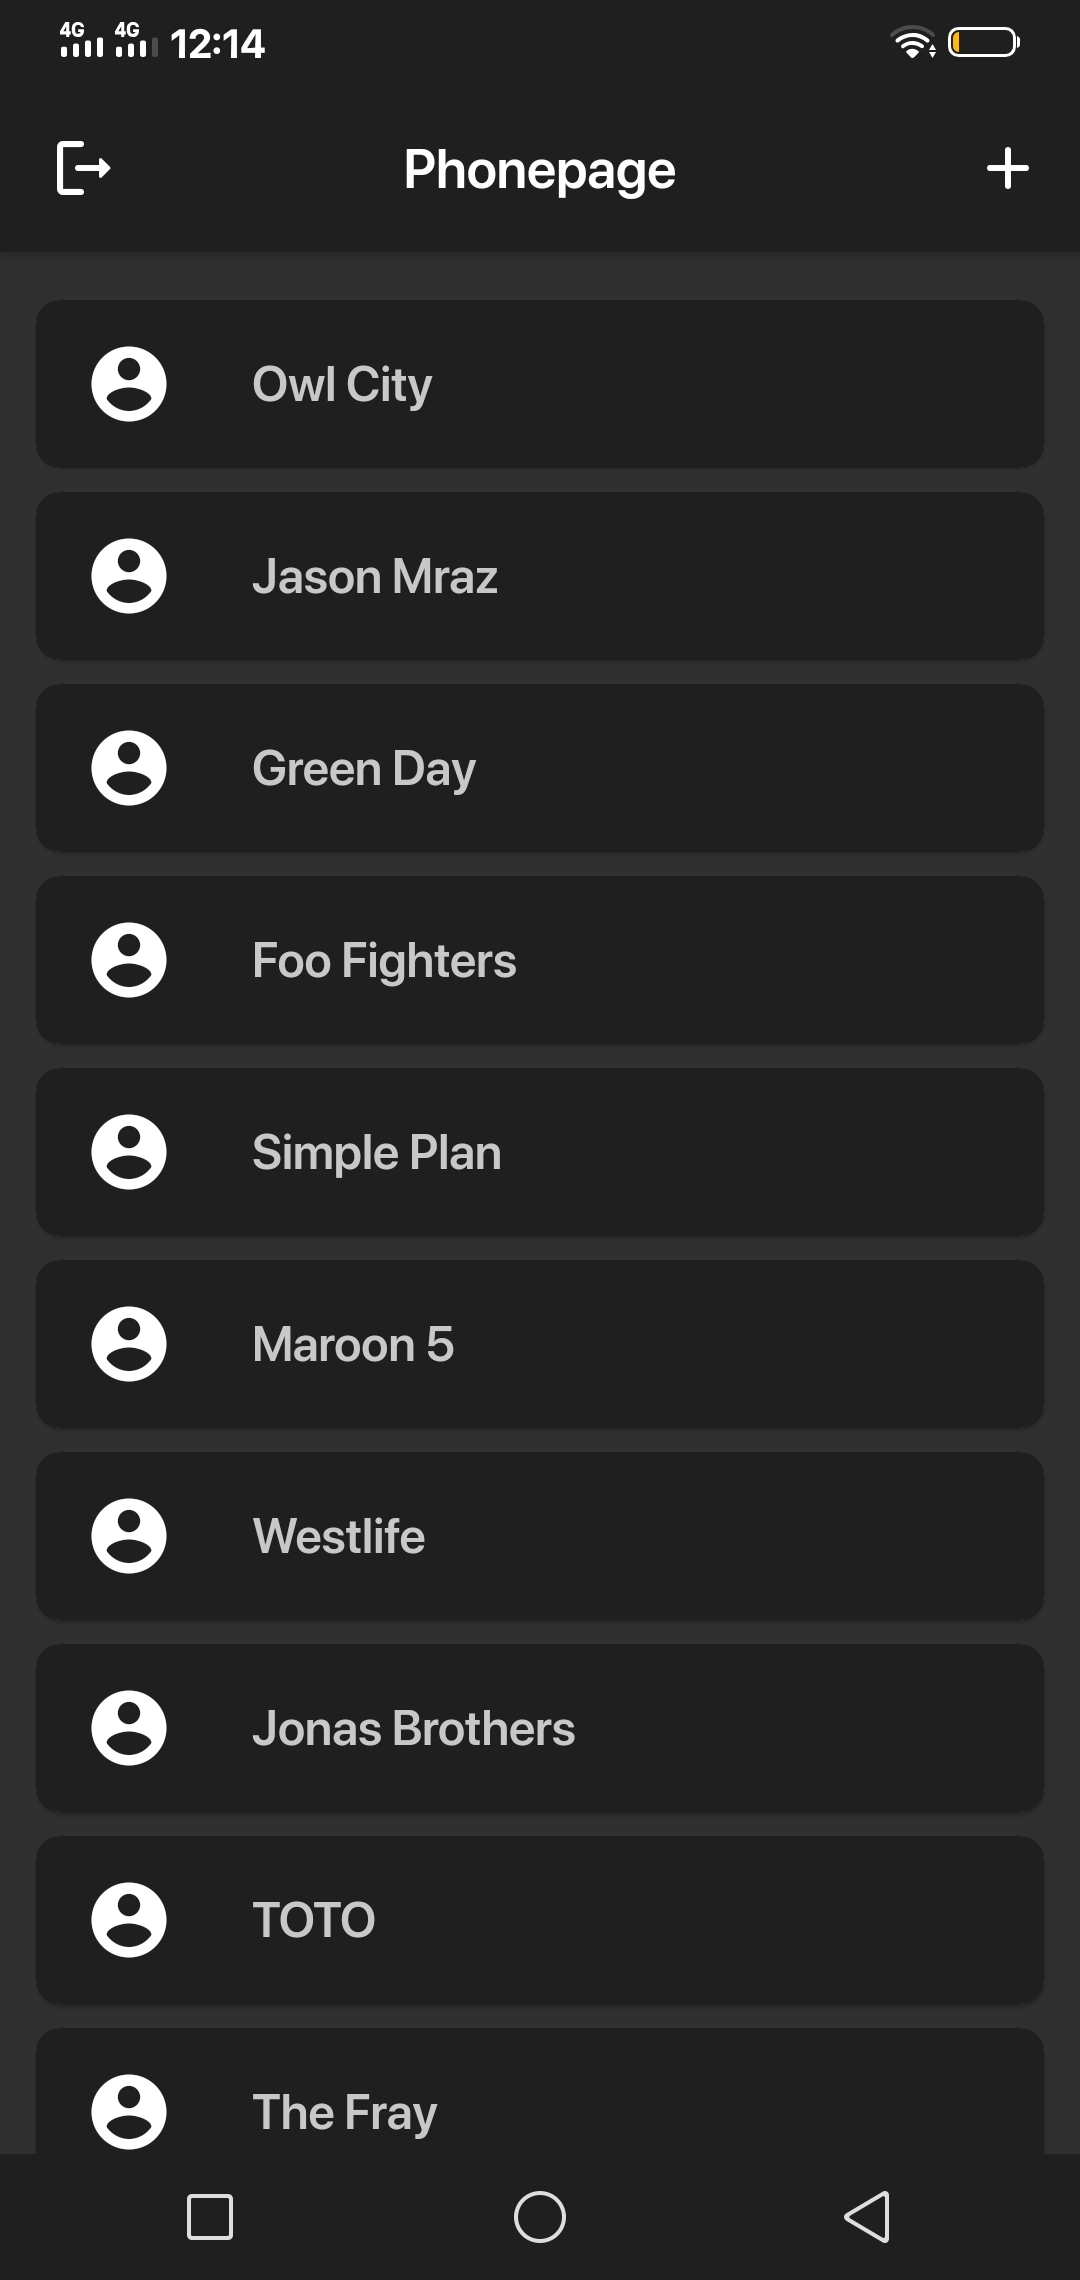 4G 4G 12:14
Phonepage
Owl City
Jason Mraz
Green Day
Foo Fighters
Simple Plan
Maroon 5
Westlife
Jonas Brothers
TOTO
The Fray